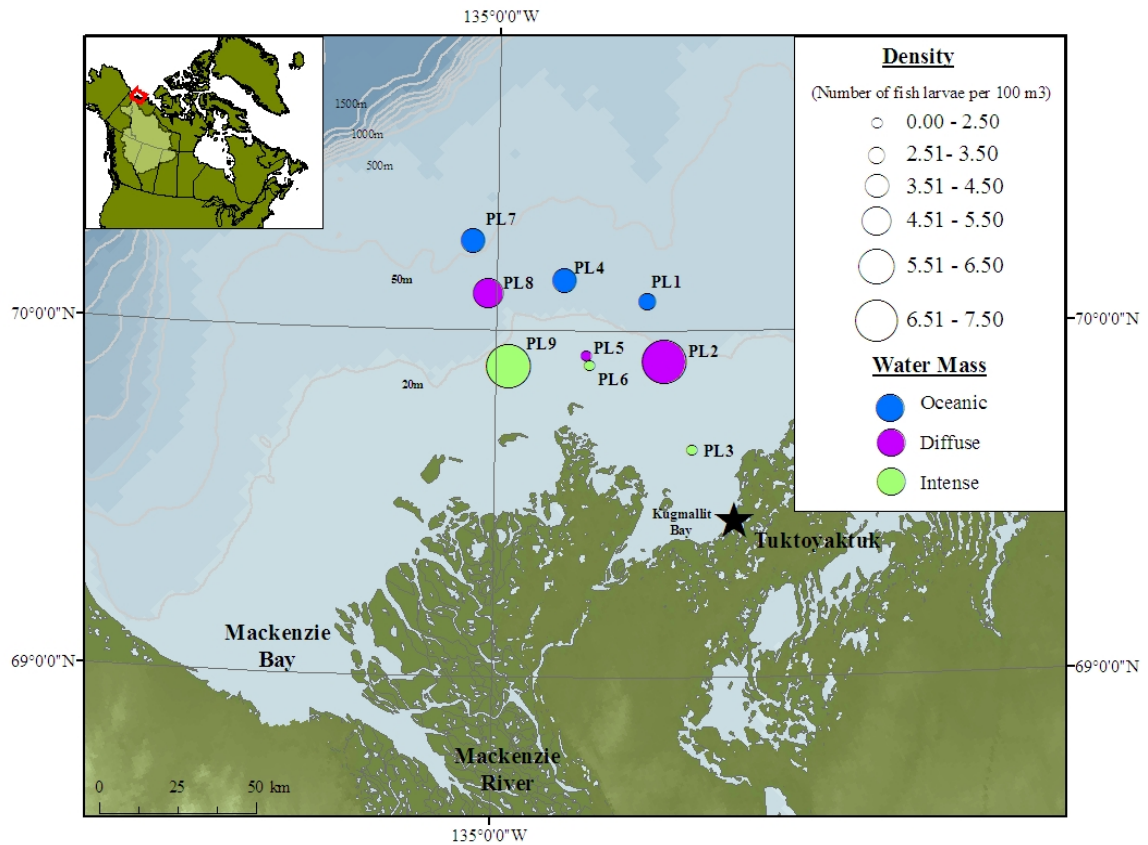 135°0'0"W
Density
(Number of fish larvae per 100 m3)
0.00 - 2.50
2.51- 3.50
3.51 - 4.50
4.51 - 5.50
5.51 - 6.50
6.51 - 7.50
Water Mass
Oceanic
Diffuse
Intense
1500m
1000m
500m
PL7
PL4
PL1
50m
PL8
70°0'0"N
70°0'0"N
PL9
PL5
PL2
PL6
20m
PL3
Kugmallit
Bay
Tuktoyaktuk
Mackenzie
Bay
69°0'0"N
69°0'0"N
Mackenzie
River
0 25 50 km
135°0'0"W